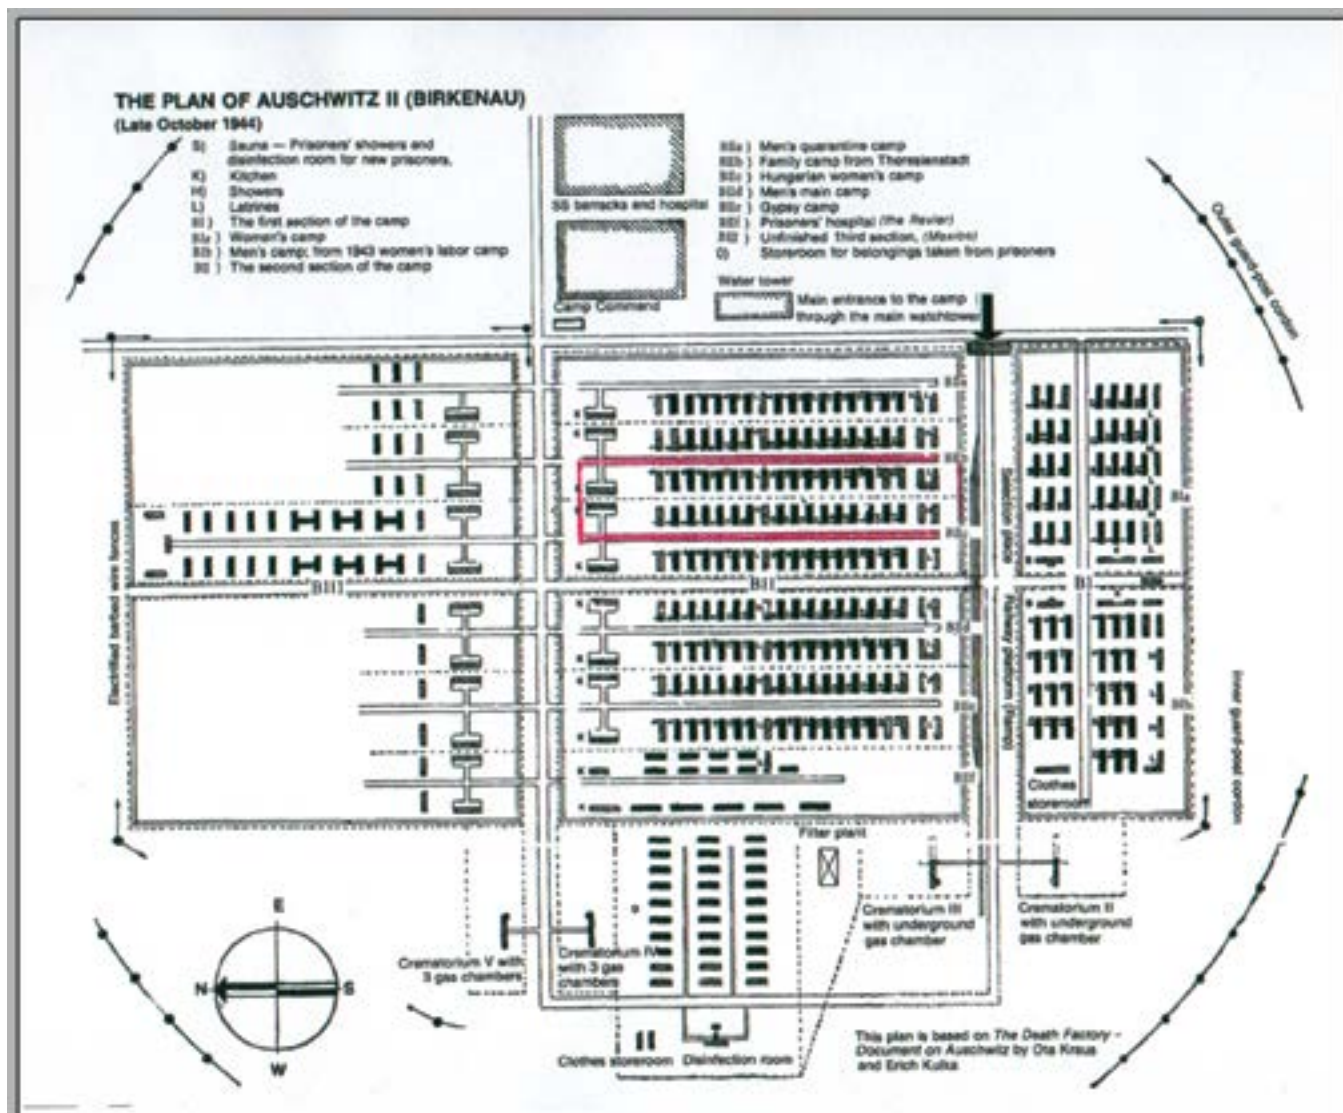 THE PLAN OF AUSCHWITZ II (BIRKENAU)
(Late October 1944)
S) Sauna — Prisoners' showers and
disinfection room for new prisoners.
K) Kitchen
H) Showers
L) Latrines
BI) The first section of the camp
BIa) Women's camp
BIb) Men's camp; from 1943 women's labor camp
BII) The second section of the camp
SS barracks and hospital
Camp Command
BIIa) Men's quarantine camp
BIIb) Family camp from Theresienstadt
BIIc) Hungarian women's camp
BIId) Men's main camp
BIIe) Gypsy camp
BIIf) Prisoners' hospital (the Revier)
BIII) Unfinished Third section, (Mexico)
O) Storeroom for belongings taken from prisoners
Water tower
Main entrance to the camp
through the main watchtower
Outer guard-post cordon
Electrified barbed wire fences
BIII
BII
BI
BIa
BIb
Selection place
Railway platform (Ramp)
Inner guard-post cordon
Clothes
storeroom
Filter plant
Crematorium V with
3 gas chambers
Crematorium IV
with 3 gas
chambers
Crematorium III
with underground
gas chamber
Crematorium II
with underground
gas chamber
E
N
S
W
Clothes storeroom
Disinfection room
This plan is based on The Death Factory –
Document on Auschwitz by Ota Kraus
and Erich Kulka